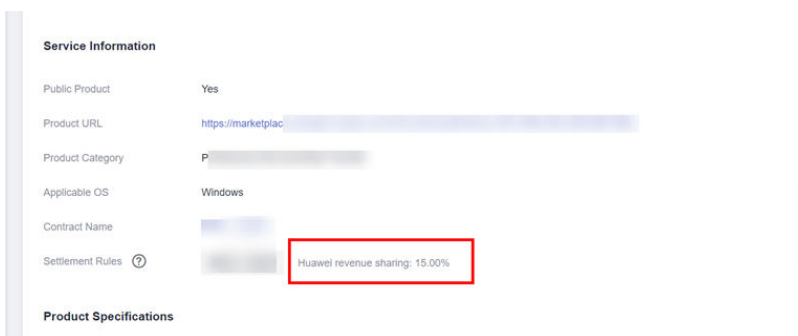 Service Information
Public Product Yes
Product URL https://marketplac
Product Category P
Applicable OS Windows
Contract Name
Settlement Rules ? Huawei revenue sharing: 15.00%
Product Specifications